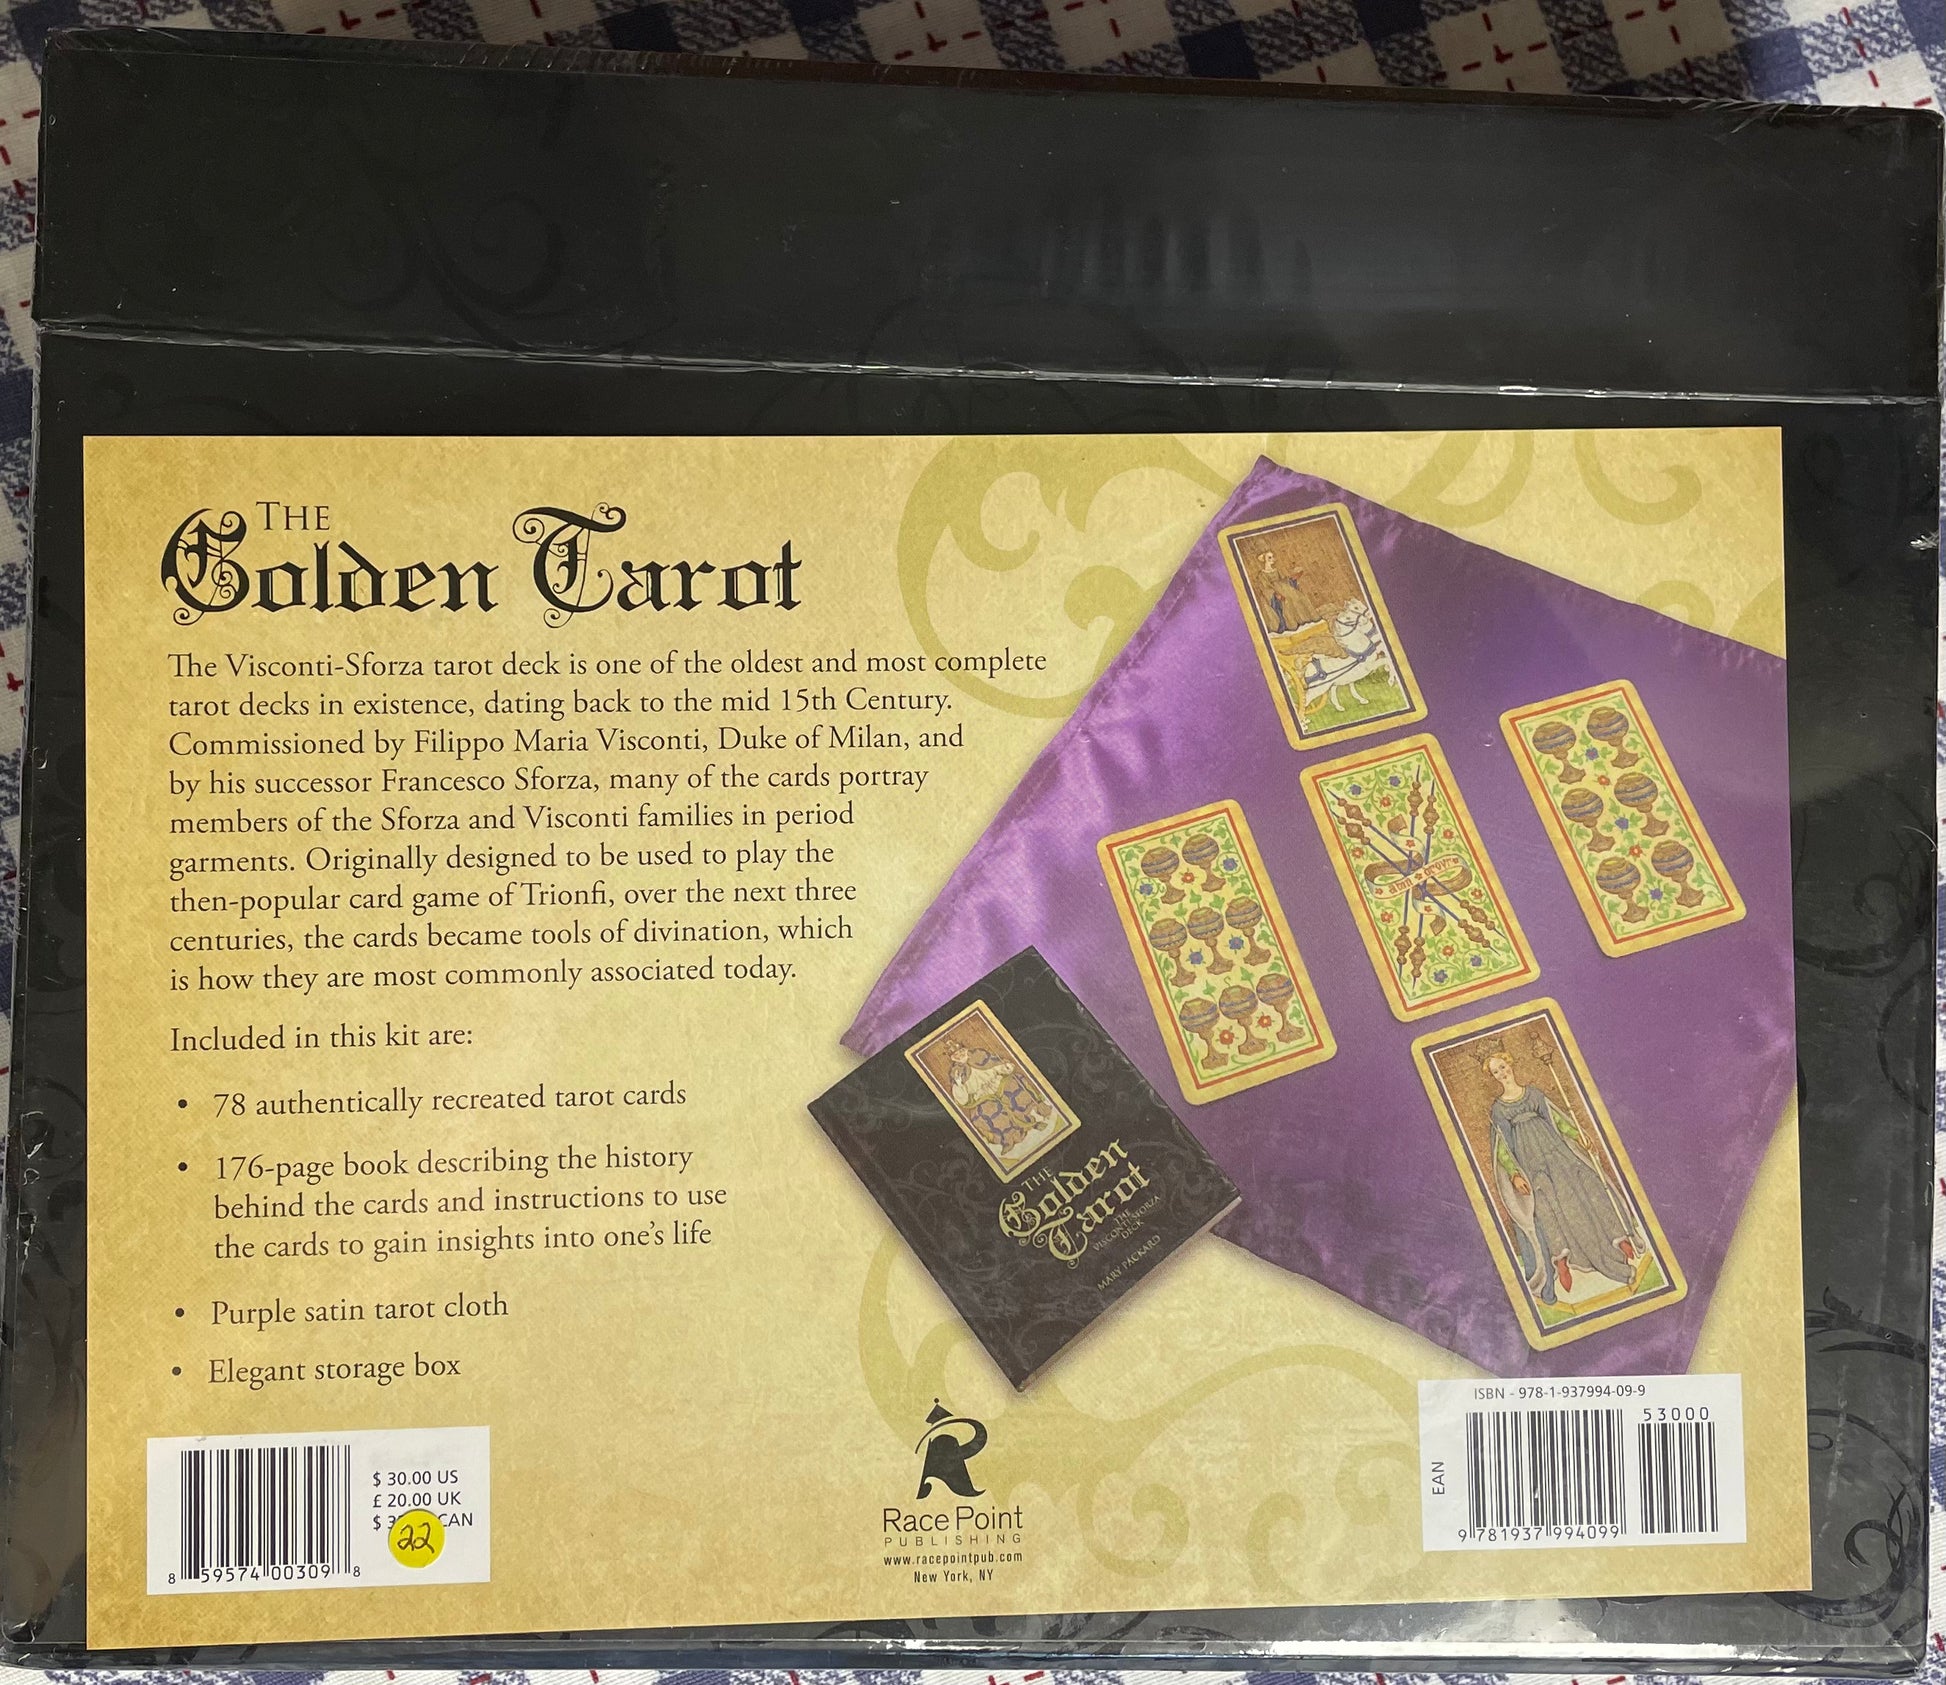 THE
Golden Tarot
The Visconti-Sforza tarot deck is one of the oldest and most complete
tarot decks in existence, dating back to the mid 15th Century.
Commissioned by Filippo Maria Visconti, Duke of Milan, and
by his successor Francesco Sforza, many of the cards portray
members of the Sforza and Visconti families in period
garments. Originally designed to be used to play the
then-popular card game of Trionfi, over the next three
centuries, the cards became tools of divination, which
is how they are most commonly associated today.
Included in this kit are:
• 78 authentically recreated tarot cards
• 176-page book describing the history
behind the cards and instructions to use
the cards to gain insights into one's life
• Purple satin tarot cloth
• Elegant storage box
THE
Golden
Tarot
THE
VISCONTI-SFORZA
DECK
MARY PACKARD
$ 30.00 US
£ 20.00 UK
$ 3 CAN
22
8 59574 00309 8
Race Point
PUBLISHING
www.racepointpub.com
New York, NY
ISBN - 978-1-937994-09-9
53000
EAN
9 781937 994099